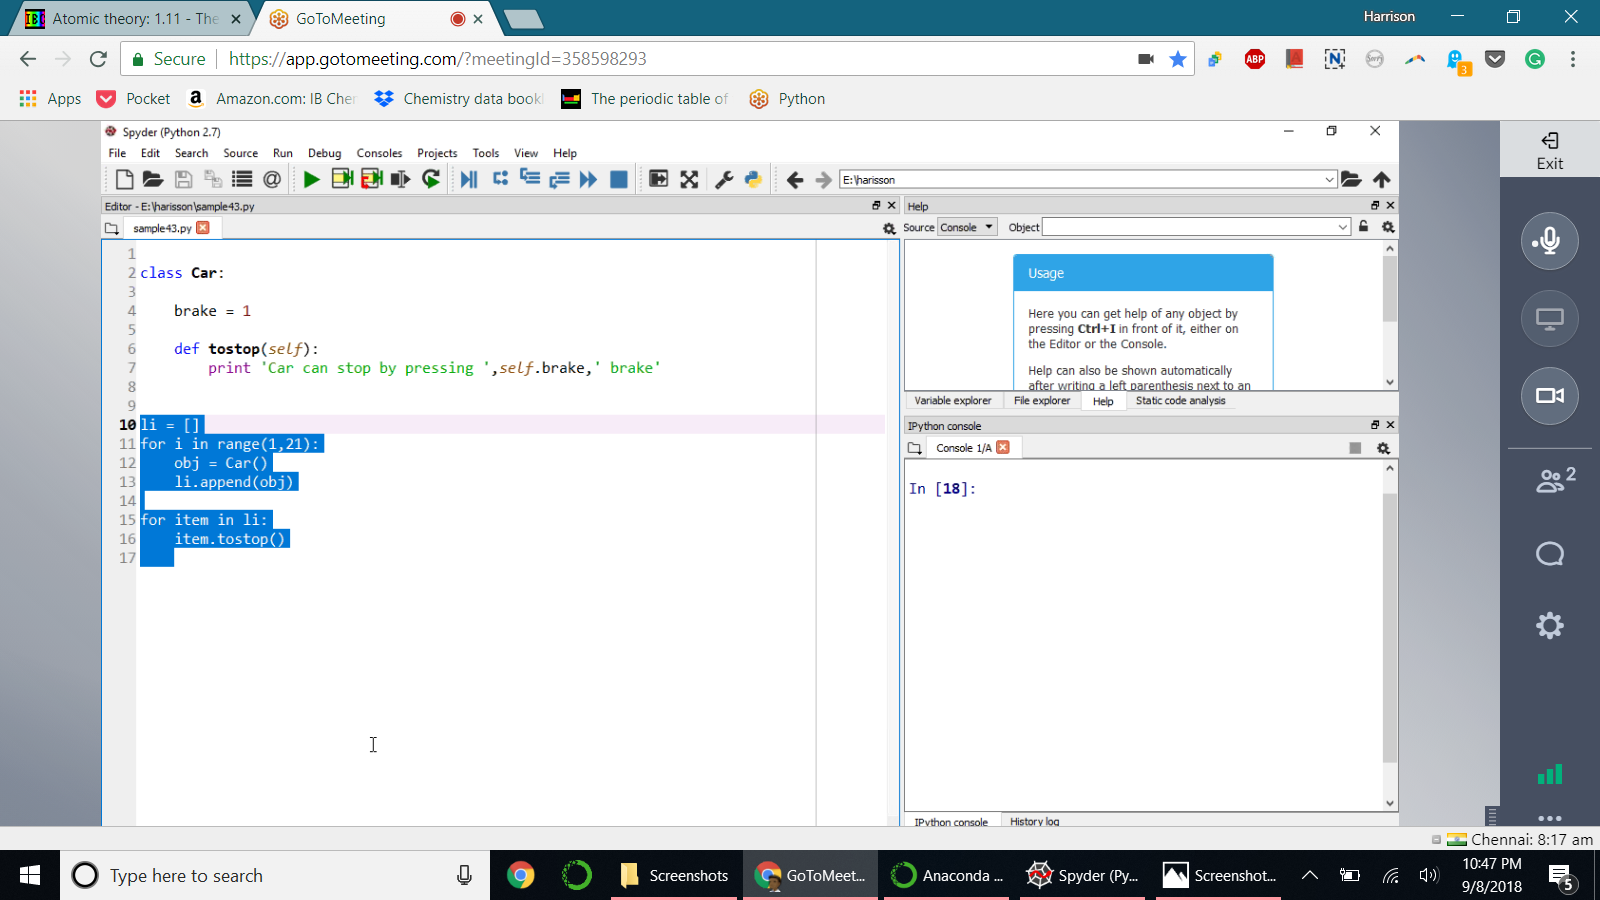 Atomic theory: 1.11 - The
GoToMeeting
Harrison
Secure
https://app.gotomeeting.com/?meetingId=358598293
ABP
3
Apps
Pocket
Amazon.com: IB Cher
Chemistry data book
The periodic table of
Python
Spyder (Python 2.7)
File Edit Search Source Run Debug Consoles Projects Tools View Help
E:\harisson
Editor - E:\harisson\sample43.py
Help
sample43.py
Source Console Object
1
2 class Car:
3
4 brake = 1
5
6 def tostop(self):
7 print 'Car can stop by pressing ',self.brake,' brake'
8
9
10 li = []
11 for i in range(1,21):
12 obj = Car()
13 li.append(obj)
14
15 for item in li:
16 item.tostop()
17
Usage
Here you can get help of any object by
pressing Ctrl+I in front of it, either on
the Editor or the Console.
Help can also be shown automatically
after writing a left parenthesis next to an
Variable explorer File explorer Help Static code analysis
IPython console
Console 1/A
In [18]:
IPython console History log
Exit
2
Chennai: 8:17 am
Type here to search
Screenshots
GoToMeet...
Anaconda ...
Spyder (Py...
Screenshot...
10:47 PM
9/8/2018
5